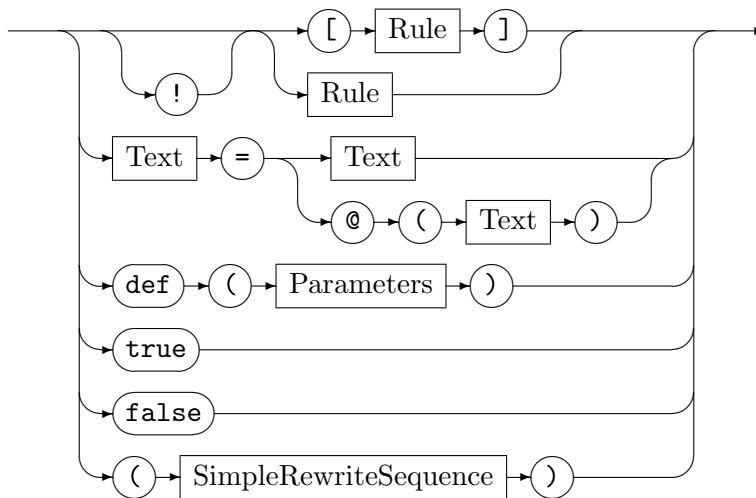 [ Rule ]
! Rule
Text = Text
@ ( Text )
def ( Parameters )
true
false
( SimpleRewriteSequence )